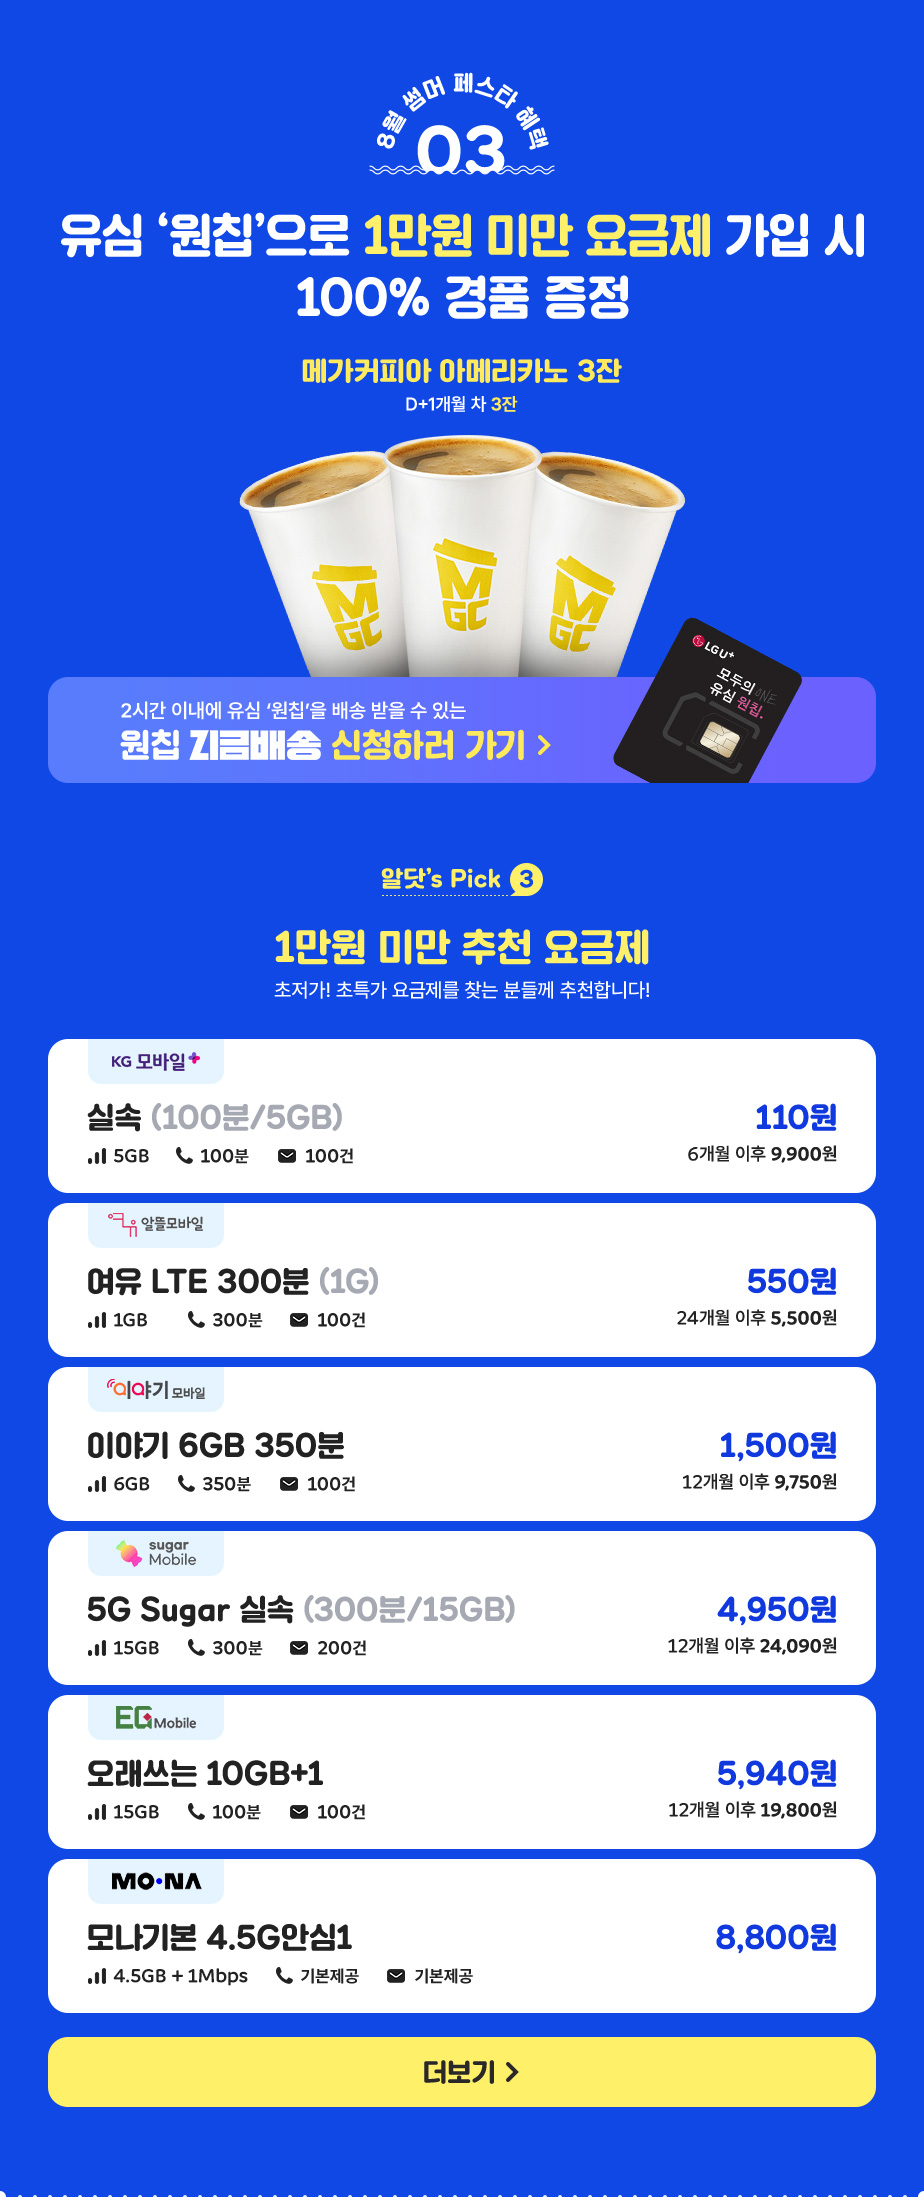 8월 썸머 페스타 혜택
03
유심 ‘원칩’으로 1만원 미만 요금제 가입 시
100% 경품 증정
메가커피아 아메리카노 3잔
D+1개월 차 3잔
MGC
MGC
MGC
LG U+
모두의 ONE
유심 원칩.
2시간 이내에 유심 ‘원칩’을 배송 받을 수 있는
원칩 지금배송 신청하러 가기 >
알닷’s Pick 3
1만원 미만 추천 요금제
초저가! 초특가 요금제를 찾는 분들께 추천합니다!
KG 모바일
실속 (100분/5GB) 110원
5GB 100분 100건 6개월 이후 9,900원
알뜰모바일
여유 LTE 300분 (1G) 550원
1GB 300분 100건 24개월 이후 5,500원
이야기 모바일
이야기 6GB 350분 1,500원
6GB 350분 100건 12개월 이후 9,750원
sugar
Mobile
5G Sugar 실속 (300분/15GB) 4,950원
15GB 300분 200건 12개월 이후 24,090원
EG Mobile
오래쓰는 10GB+1 5,940원
15GB 100분 100건 12개월 이후 19,800원
MO·NA
모나기본 4.5G안심1 8,800원
4.5GB + 1Mbps 기본제공 기본제공
더보기 >